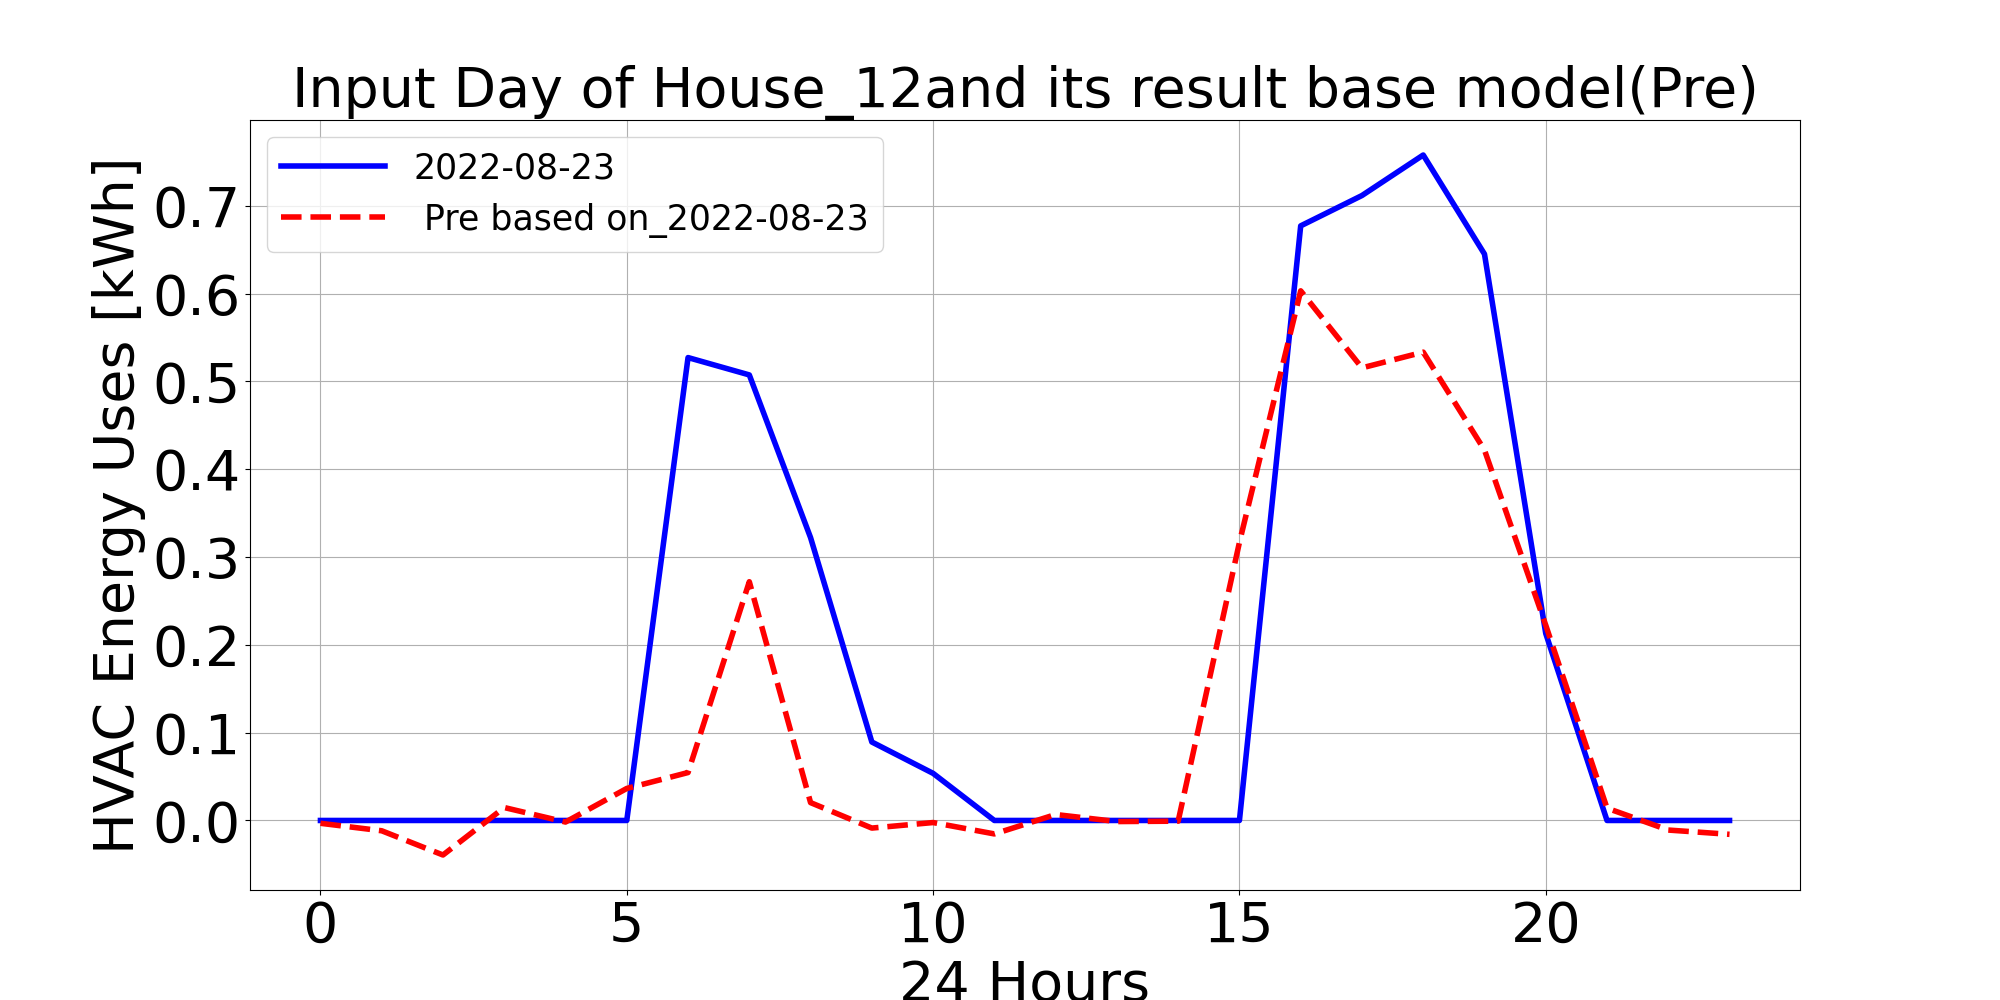 Input Day of House_12and its result base model(Pre)
2022-08-23
Pre based on_2022-08-23
HVAC Energy Uses [kWh]
0.7
0.6
0.5
0.4
0.3
0.2
0.1
0.0
0 5 10 15 20
24 Hours